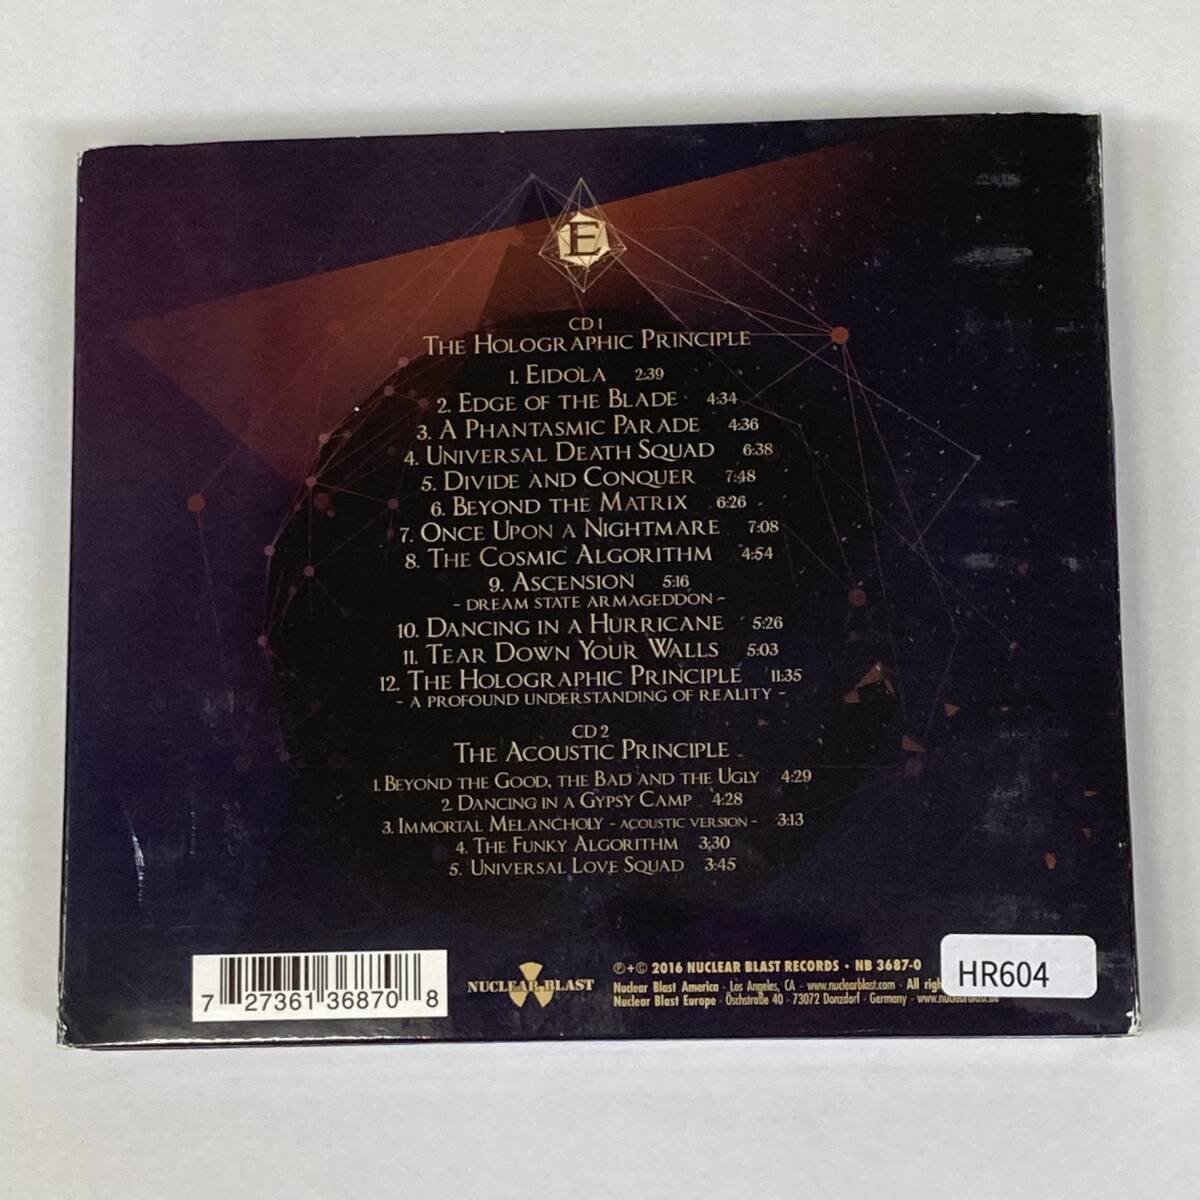 E
CD 1
THE HOLOGRAPHIC PRINCIPLE
1. EIDOLA 2:39
2. EDGE OF THE BLADE 4:34
3. A PHANTASMIC PARADE 4:36
4. UNIVERSAL DEATH SQUAD 6:38
5. DIVIDE AND CONQUER 7:48
6. BEYOND THE MATRIX 6:26
7. ONCE UPON A NIGHTMARE 7:08
8. THE COSMIC ALGORITHM 4:54
9. ASCENSION 5:16
- DREAM STATE ARMAGEDDON -
10. DANCING IN A HURRICANE 5:26
11. TEAR DOWN YOUR WALLS 5:03
12. THE HOLOGRAPHIC PRINCIPLE 11:35
- A PROFOUND UNDERSTANDING OF REALITY -
CD 2
THE ACOUSTIC PRINCIPLE
1. BEYOND THE GOOD, THE BAD AND THE UGLY 4:29
2. DANCING IN A GYPSY CAMP 4:28
3. IMMORTAL MELANCHOLY - ACOUSTIC VERSION - 3:13
4. THE FUNKY ALGORITHM 3:30
5. UNIVERSAL LOVE SQUAD 3:45
7 27361 36870 8
NUCLEAR BLAST
℗+© 2016 NUCLEAR BLAST RECORDS · NB 3687-0
Nuclear Blast America · Los Angeles, CA · www.nuclearblast.com · All
Nuclear Blast Europe · Öschstraße 40 · 73072 Donzdorf · Germany · www.nuclearblast.de
HR604